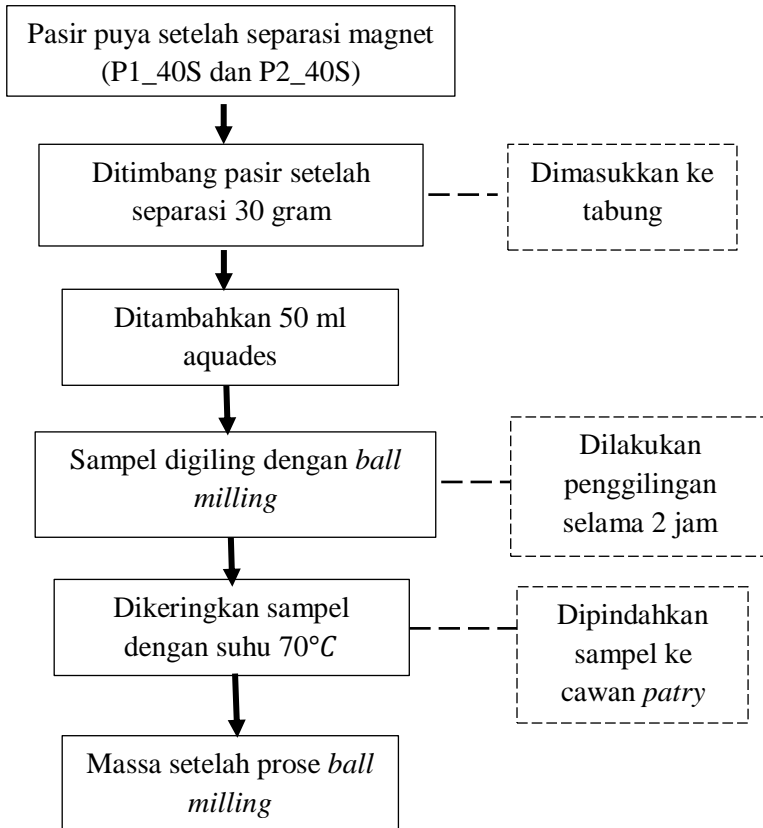 Pasir puya setelah separasi magnet
(P1_40S dan P2_40S)
Ditimbang pasir setelah
separasi 30 gram
Dimasukkan ke
tabung
Ditambahkan 50 ml
aquades
Sampel digiling dengan ball
milling
Dilakukan
penggilingan
selama 2 jam
Dikeringkan sampel
dengan suhu 70°C
Dipindahkan
sampel ke
cawan patry
Massa setelah prose ball
milling